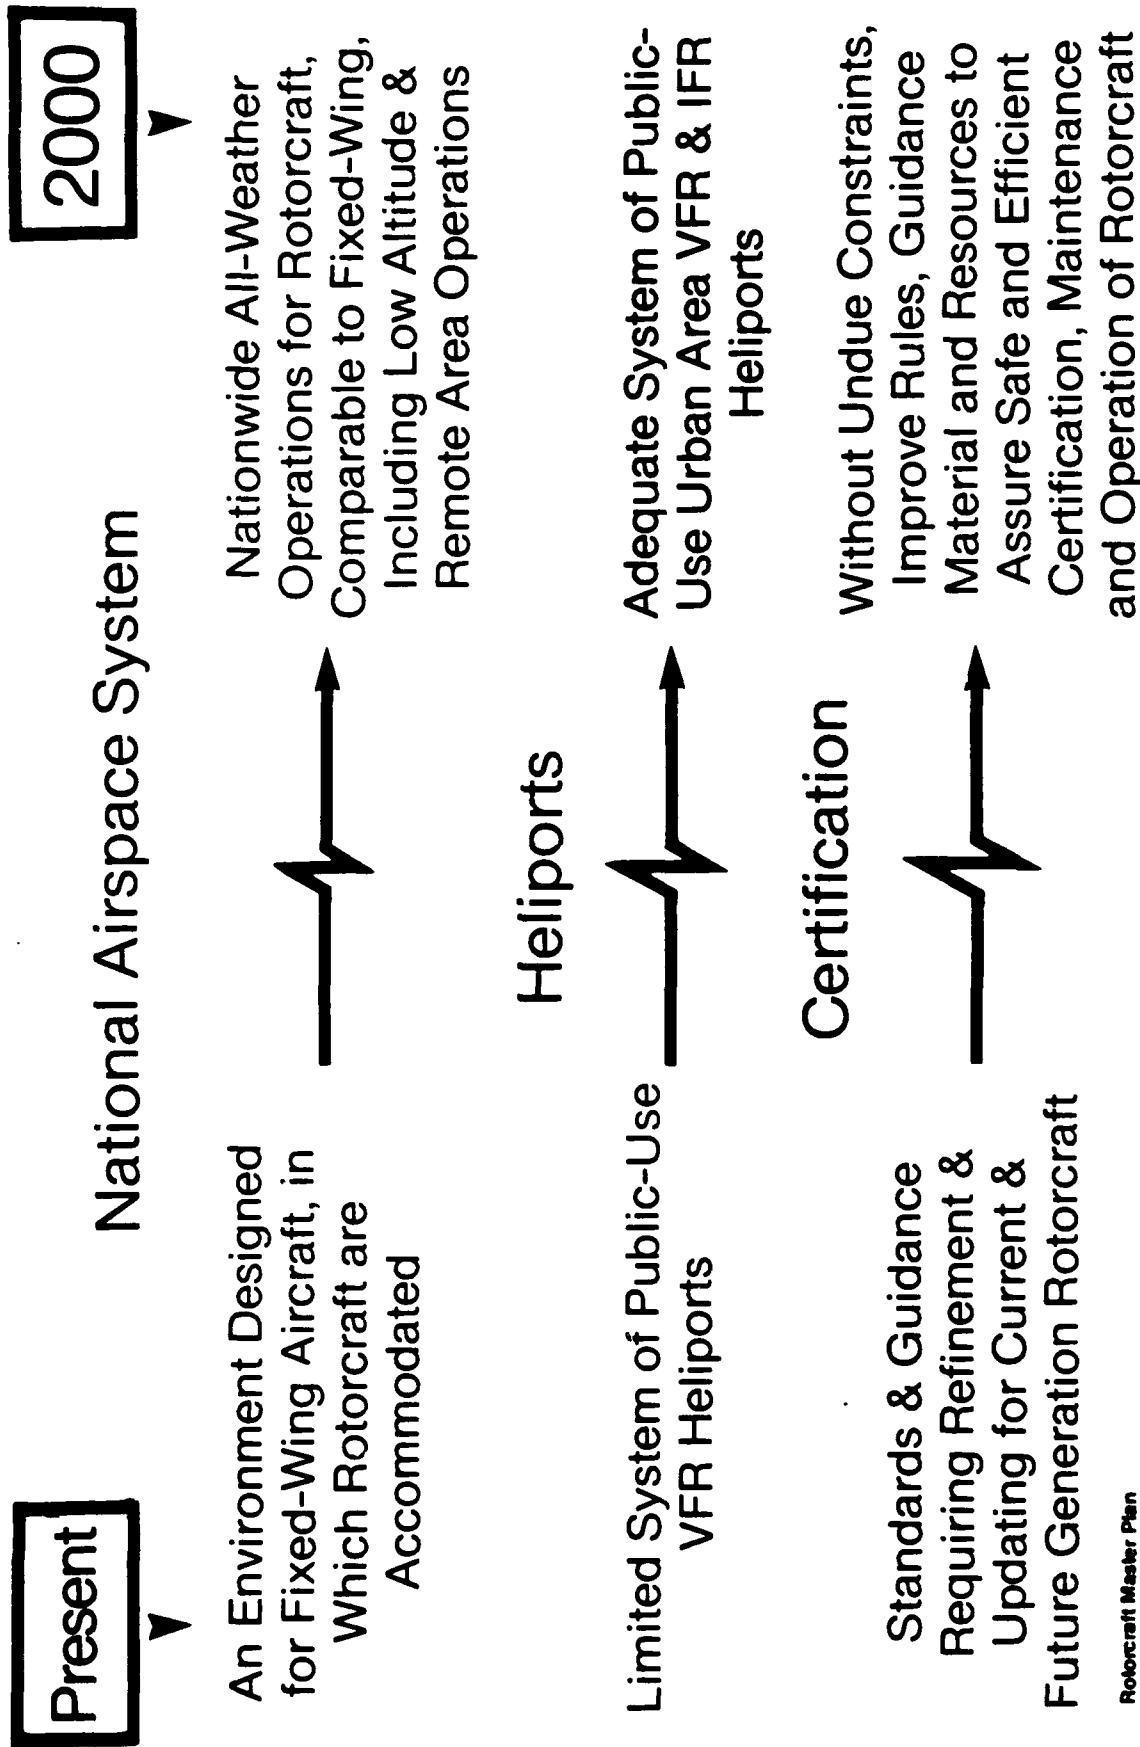 Present
2000
National Airspace System
An Environment Designed
for Fixed-Wing Aircraft, in
Which Rotorcraft are
Accommodated
Nationwide All-Weather
Operations for Rotorcraft,
Comparable to Fixed-Wing,
Including Low Altitude &
Remote Area Operations
Heliports
Limited System of Public-Use
VFR Heliports
Adequate System of Public-
Use Urban Area VFR & IFR
Heliports
Certification
Standards & Guidance
Requiring Refinement &
Updating for Current &
Future Generation Rotorcraft
Without Undue Constraints,
Improve Rules, Guidance
Material and Resources to
Assure Safe and Efficient
Certification, Maintenance
and Operation of Rotorcraft
Rotorcraft Master Plan